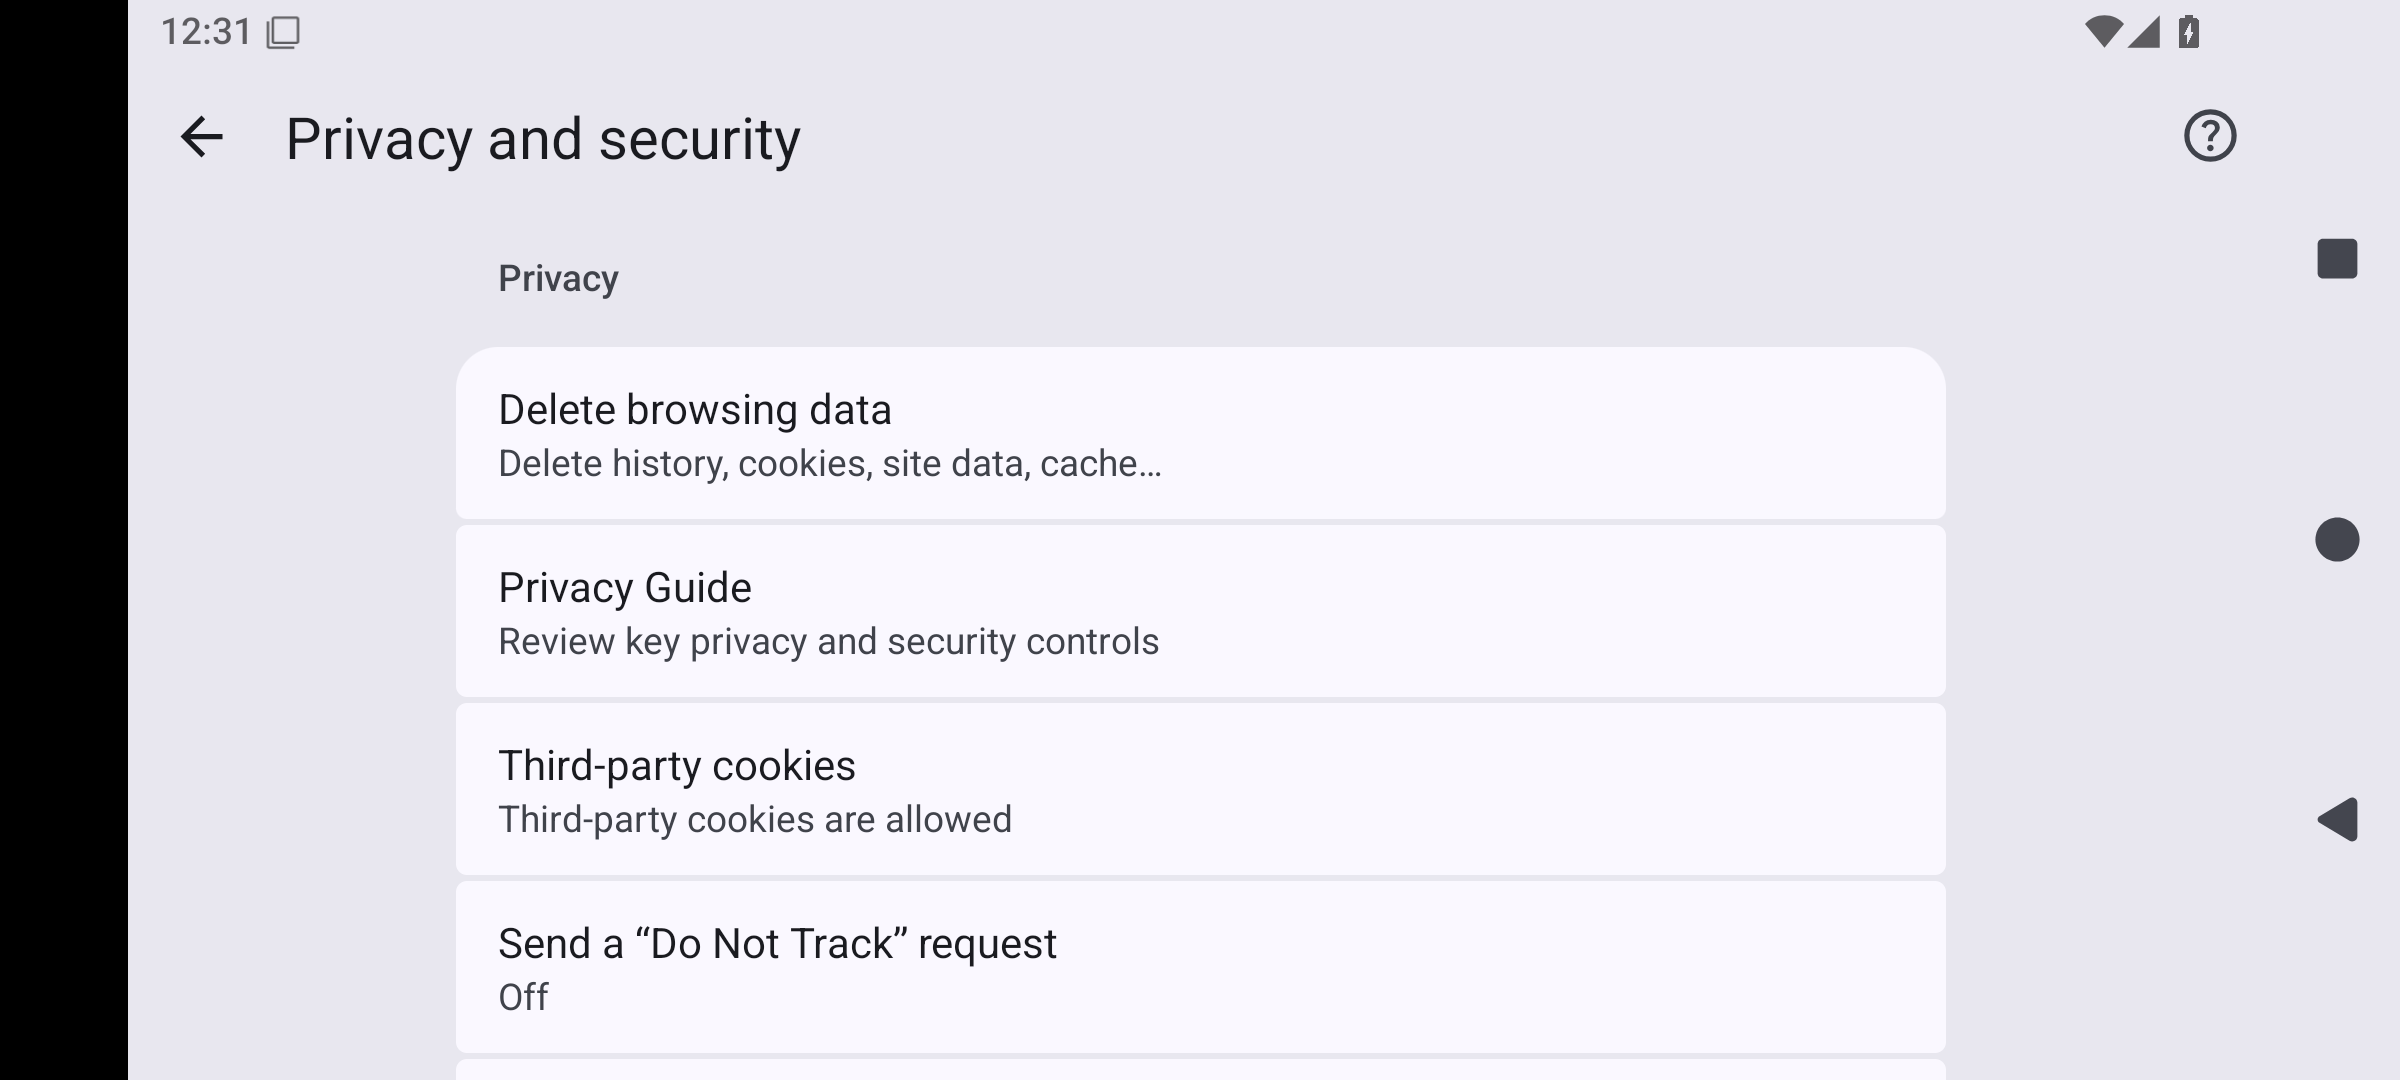 12:31
Privacy and security
Privacy
Delete browsing data
Delete history, cookies, site data, cache…
Privacy Guide
Review key privacy and security controls
Third-party cookies
Third-party cookies are allowed
Send a “Do Not Track” request
Off